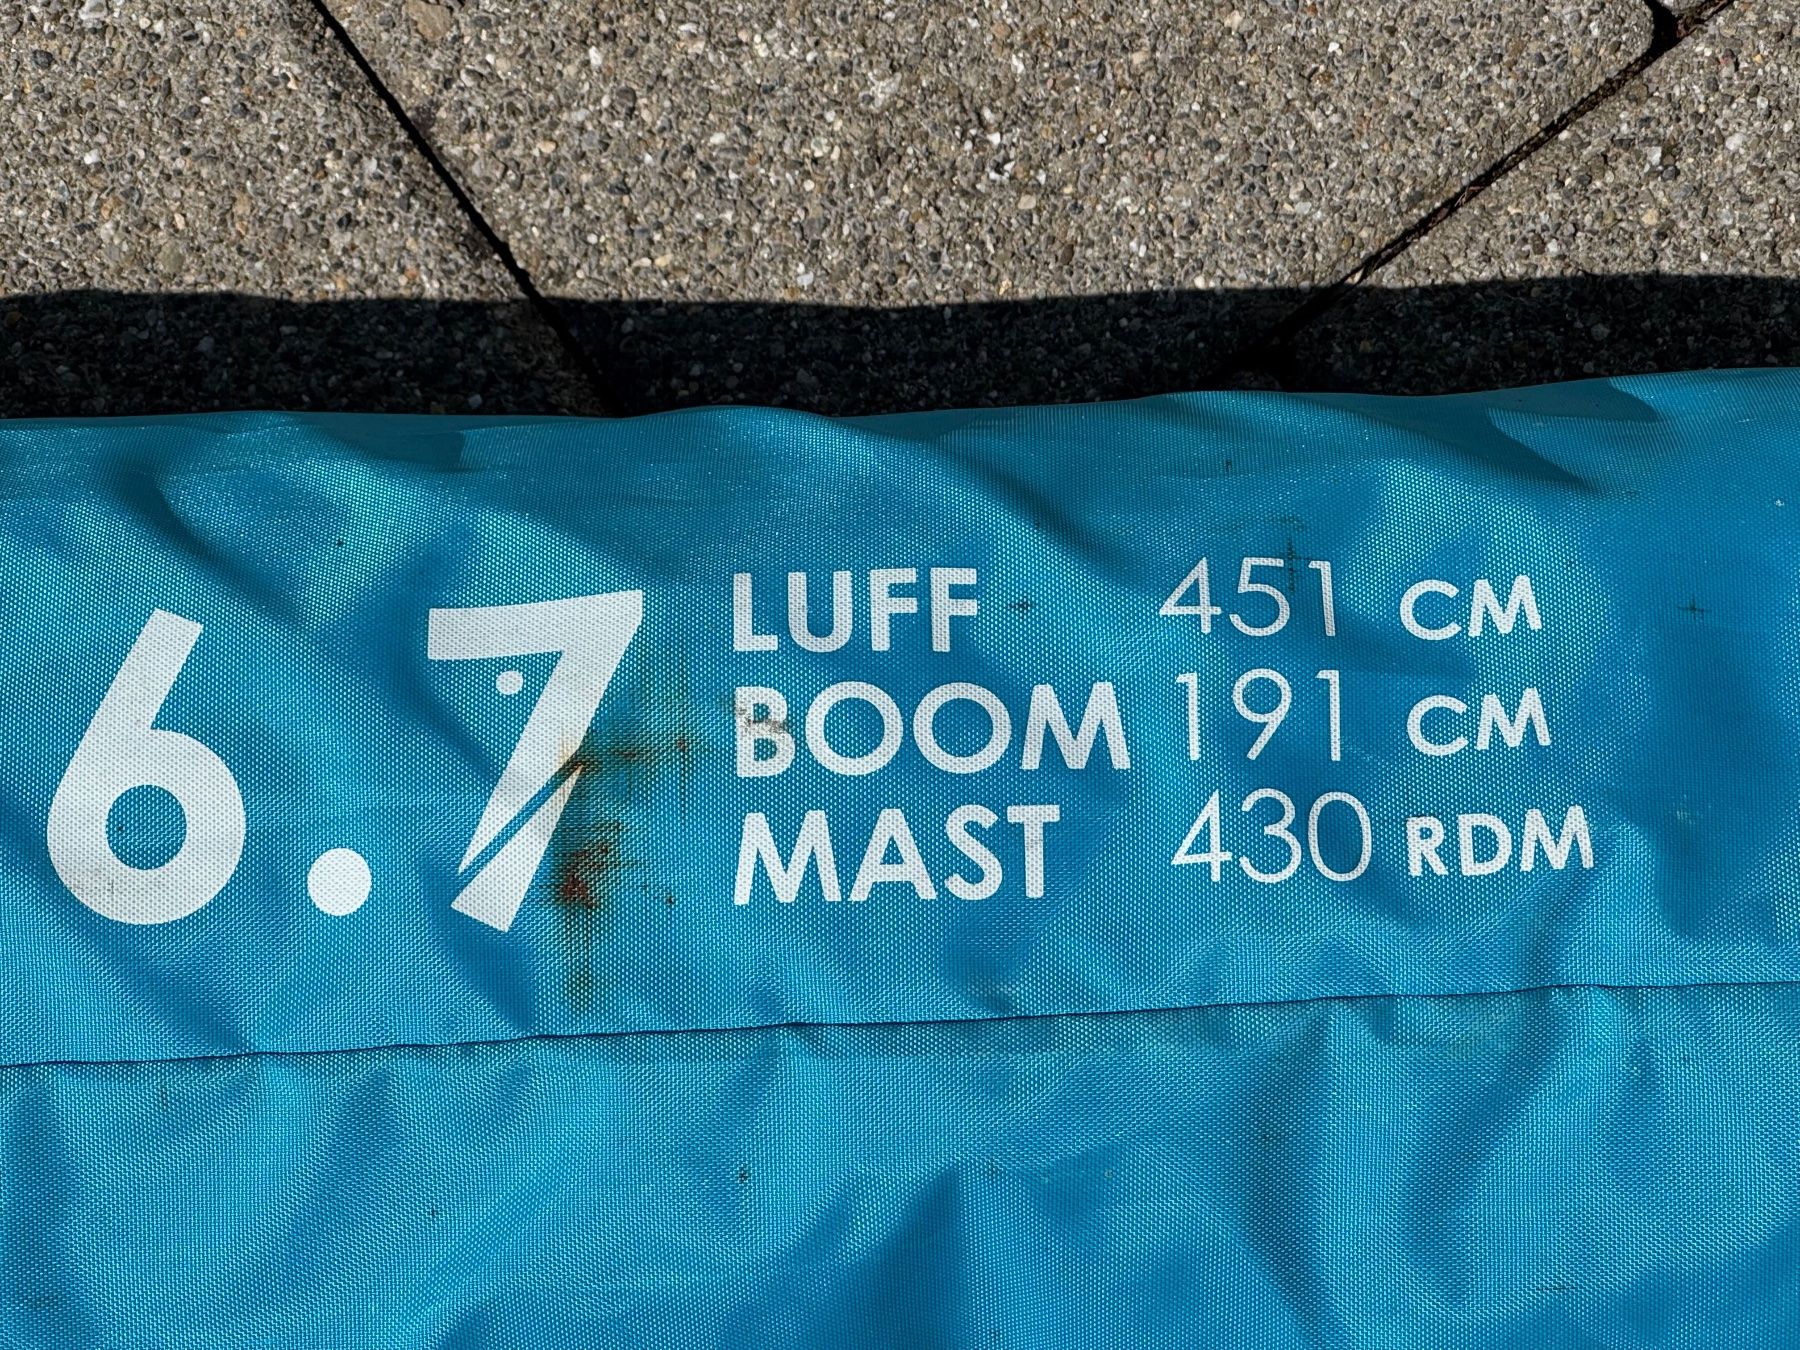 6.7
LUFF 451 CM
BOOM 191 CM
MAST 430 RDM